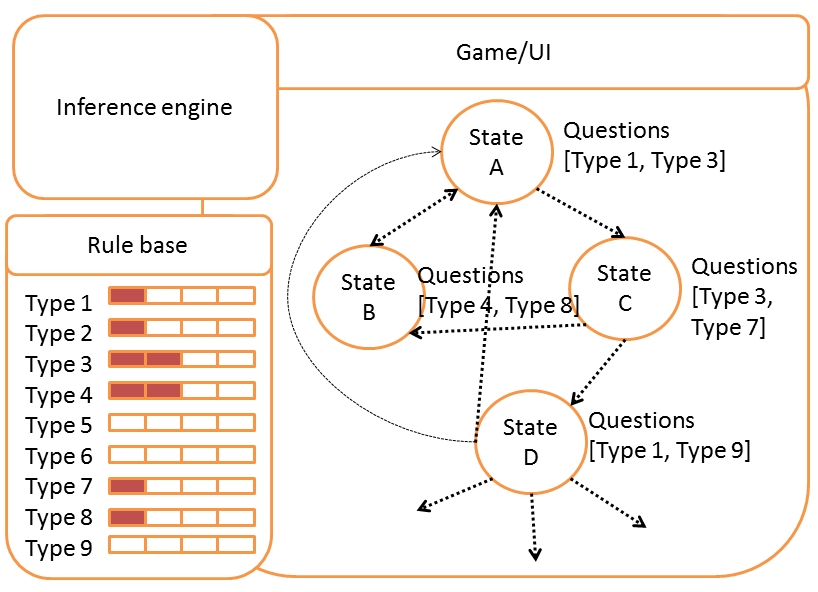 Game/UI
Inference engine
State
A
Questions
[Type 1, Type 3]
Rule base
State
B
Questions
[Type 4, Type 8]
State
C
Questions
[Type 3,
Type 7]
State
D
Questions
[Type 1, Type 9]
Type 1
Type 2
Type 3
Type 4
Type 5
Type 6
Type 7
Type 8
Type 9